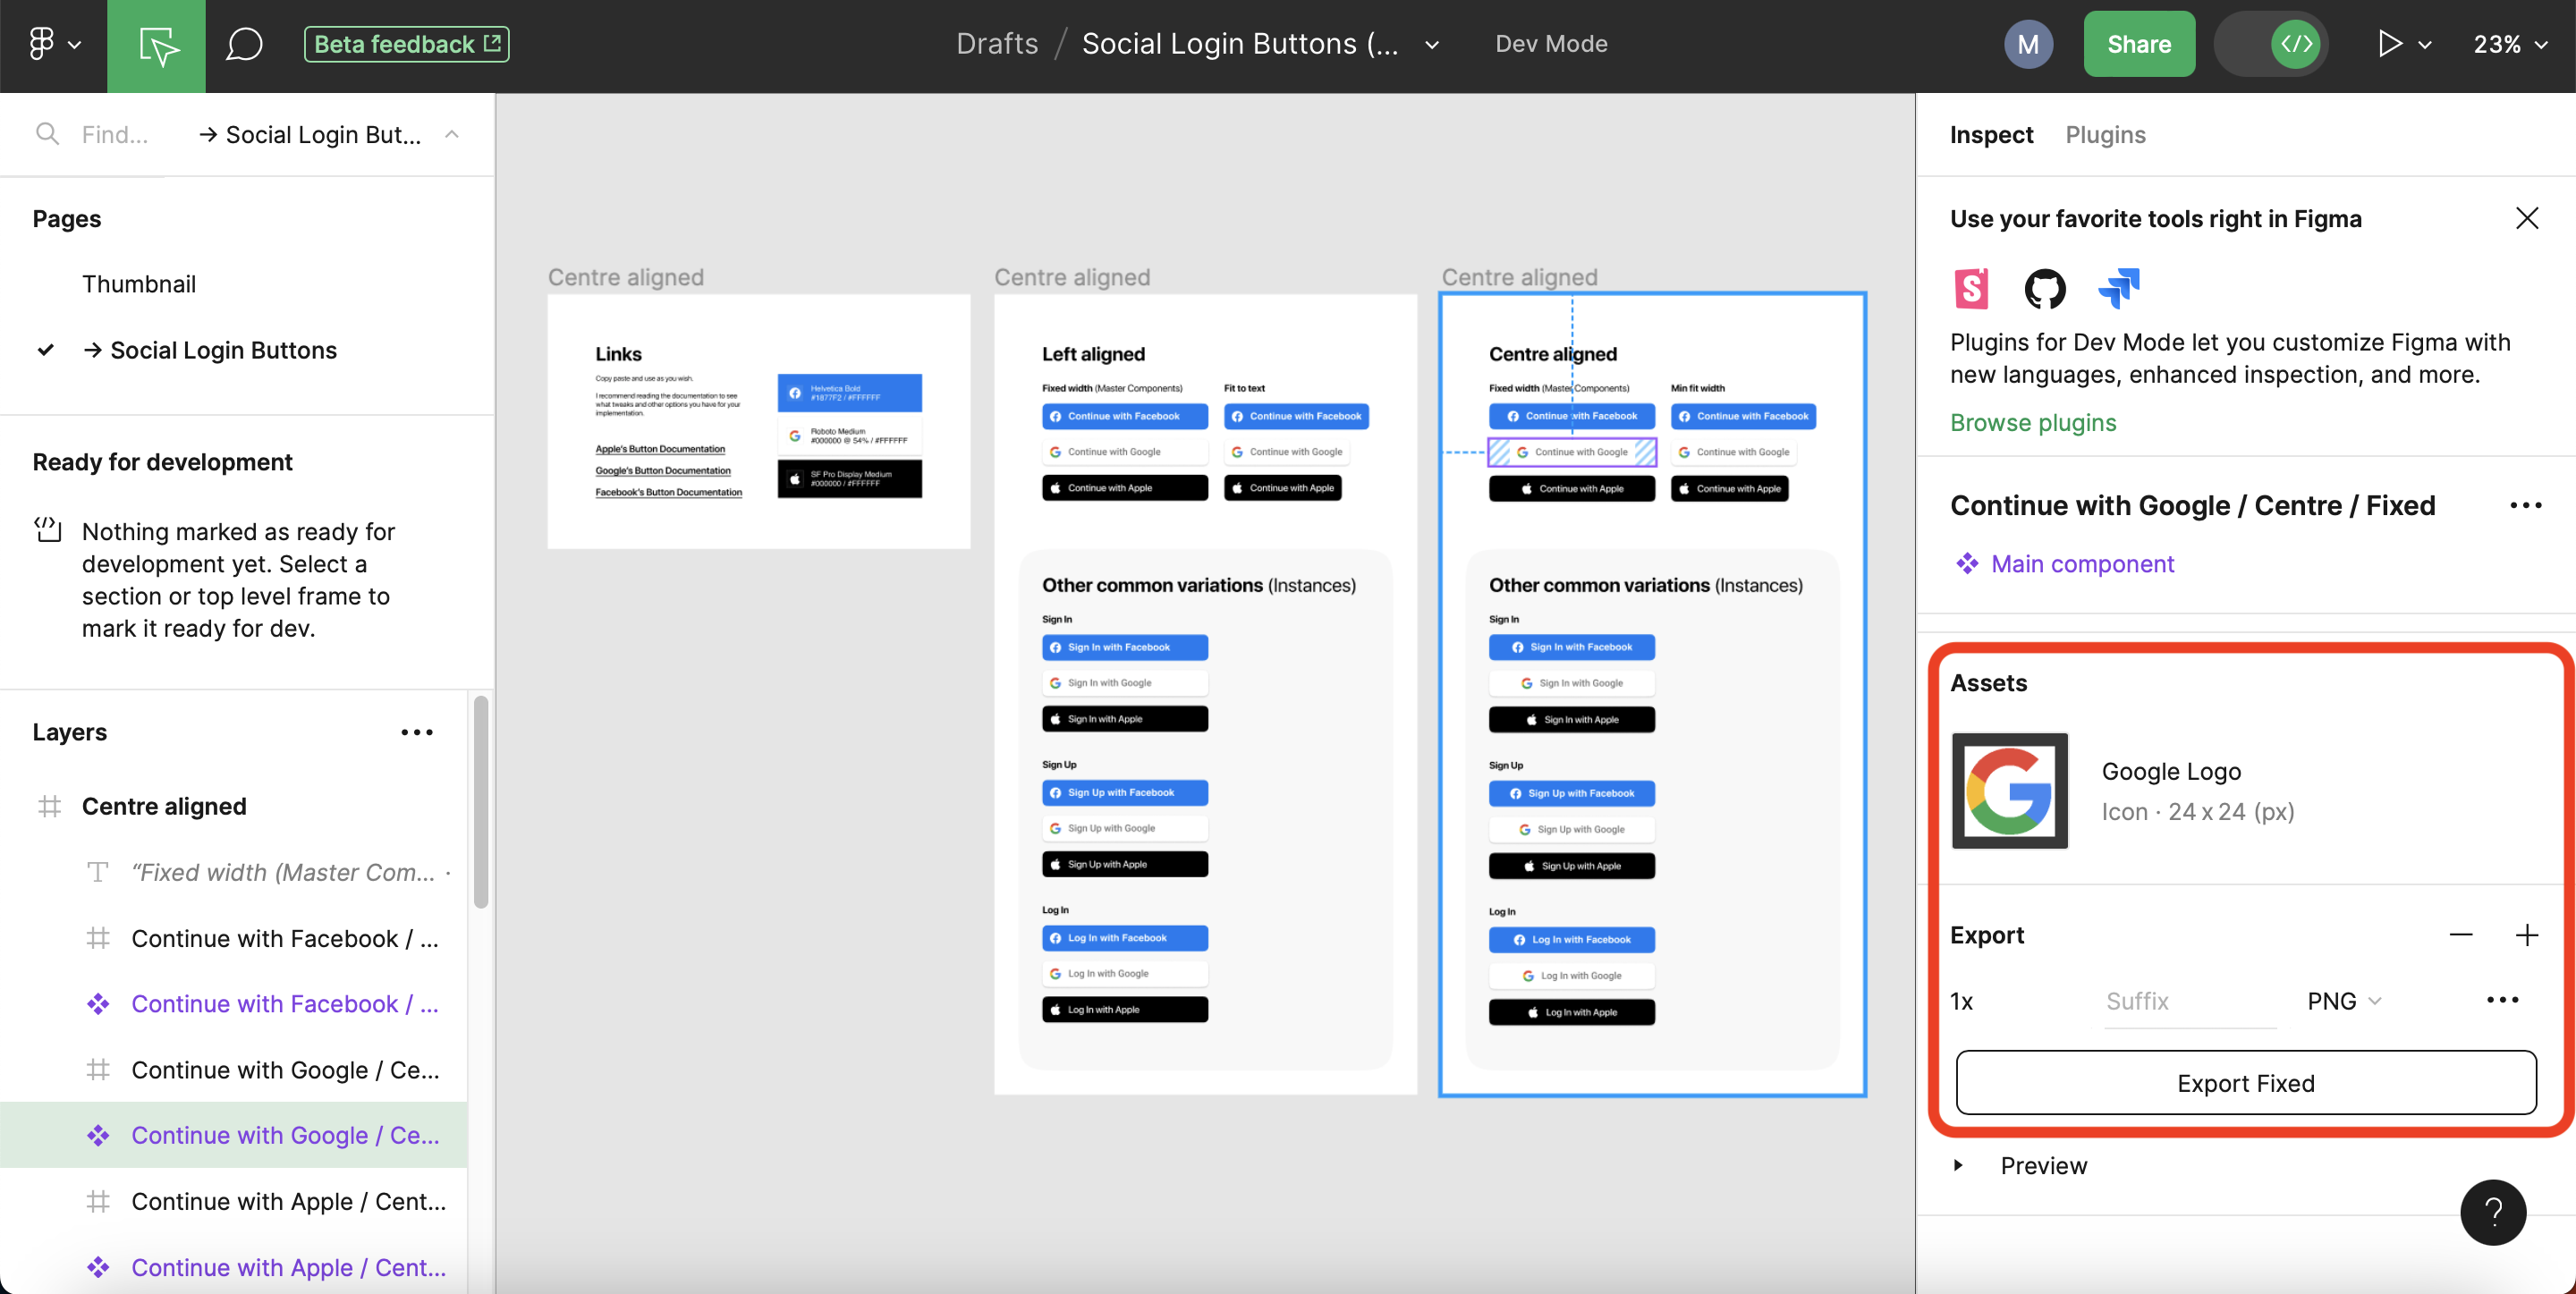 Beta feedback
Drafts / Social Login Buttons (...
Dev Mode
M
Share
</>
23%
Find...
→ Social Login But...
Pages
Thumbnail
→ Social Login Buttons
Ready for development
Nothing marked as ready for
development yet. Select a
section or top level frame to
mark it ready for dev.
Layers
Centre aligned
“Fixed width (Master Com...
Continue with Facebook / ...
Continue with Facebook / ...
Continue with Google / Ce...
Continue with Google / Ce...
Continue with Apple / Cent...
Continue with Apple / Cent...
Centre aligned
Links
Copy paste and use as you wish.
I recommend reading the documentation to see
what tweaks and other options you have for your
implementation.
Apple's Button Documentation
Google's Button Documentation
Facebook's Button Documentation
Helvetica Bold
#1877F2 / #FFFFFF
Roboto Medium
#000000 @ 54% / #FFFFFF
SF Pro Display Medium
#000000 / #FFFFFF
Centre aligned
Left aligned
Fixed width (Master Components)
Fit to text
Continue with Facebook
Continue with Facebook
Continue with Google
Continue with Google
Continue with Apple
Continue with Apple
Other common variations (Instances)
Sign In
Sign In with Facebook
Sign In with Google
Sign In with Apple
Sign Up
Sign Up with Facebook
Sign Up with Google
Sign Up with Apple
Log In
Log In with Facebook
Log In with Google
Log In with Apple
Centre aligned
Centre aligned
Fixed width (Master Components)
Min fit width
Continue with Facebook
Continue with Facebook
Continue with Google
Continue with Google
Continue with Apple
Continue with Apple
Other common variations (Instances)
Sign In
Sign In with Facebook
Sign In with Google
Sign In with Apple
Sign Up
Sign Up with Facebook
Sign Up with Google
Sign Up with Apple
Log In
Log In with Facebook
Log In with Google
Log In with Apple
Inspect
Plugins
Use your favorite tools right in Figma
Plugins for Dev Mode let you customize Figma with
new languages, enhanced inspection, and more.
Browse plugins
Continue with Google / Centre / Fixed
Main component
Assets
Google Logo
Icon · 24 x 24 (px)
Export
1x
Suffix
PNG
Export Fixed
Preview
?